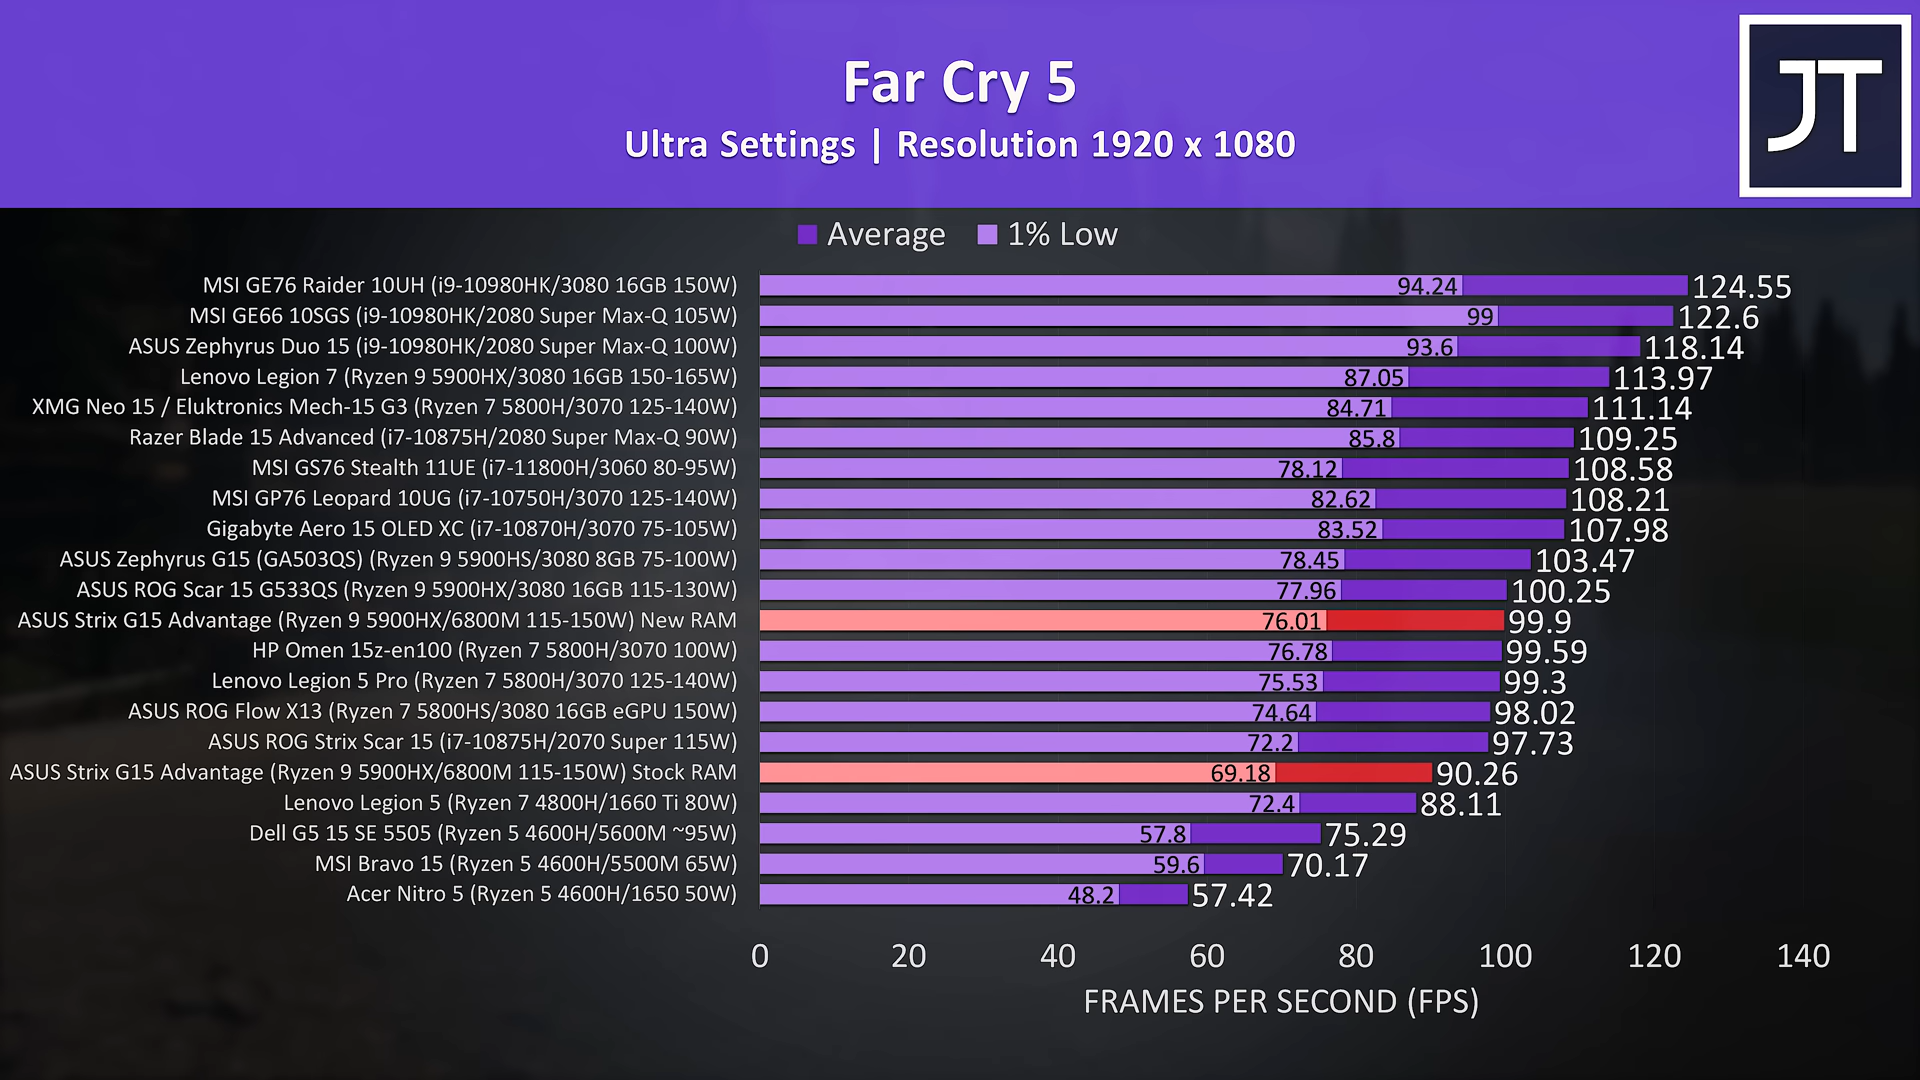 Far Cry 5
JT
Ultra Settings | Resolution 1920 x 1080
Average 1% Low
MSI GE76 Raider 10UH (i9-10980HK/3080 16GB 150W) 94.24 124.55
MSI GE66 10SGS (i9-10980HK/2080 Super Max-Q 105W) 99 122.6
ASUS Zephyrus Duo 15 (i9-10980HK/2080 Super Max-Q 100W) 93.6 118.14
Lenovo Legion 7 (Ryzen 9 5900HX/3080 16GB 150-165W) 87.05 113.97
XMG Neo 15 / Eluktronics Mech-15 G3 (Ryzen 7 5800H/3070 125-140W) 84.71 111.14
Razer Blade 15 Advanced (i7-10875H/2080 Super Max-Q 90W) 85.8 109.25
MSI GS76 Stealth 11UE (i7-11800H/3060 80-95W) 78.12 108.58
MSI GP76 Leopard 10UG (i7-10750H/3070 125-140W) 82.62 108.21
Gigabyte Aero 15 OLED XC (i7-10870H/3070 75-105W) 83.52 107.98
ASUS Zephyrus G15 (GA503QS) (Ryzen 9 5900HS/3080 8GB 75-100W) 78.45 103.47
ASUS ROG Scar 15 G533QS (Ryzen 9 5900HX/3080 16GB 115-130W) 77.96 100.25
ASUS Strix G15 Advantage (Ryzen 9 5900HX/6800M 115-150W) New RAM 76.01 99.9
HP Omen 15z-en100 (Ryzen 7 5800H/3070 100W) 76.78 99.59
Lenovo Legion 5 Pro (Ryzen 7 5800H/3070 125-140W) 75.53 99.3
ASUS ROG Flow X13 (Ryzen 7 5800HS/3080 16GB eGPU 150W) 74.64 98.02
ASUS ROG Strix Scar 15 (i7-10875H/2070 Super 115W) 72.2 97.73
ASUS Strix G15 Advantage (Ryzen 9 5900HX/6800M 115-150W) Stock RAM 69.18 90.26
Lenovo Legion 5 (Ryzen 7 4800H/1660 Ti 80W) 72.4 88.11
Dell G5 15 SE 5505 (Ryzen 5 4600H/5600M ~95W) 57.8 75.29
MSI Bravo 15 (Ryzen 5 4600H/5500M 65W) 59.6 70.17
Acer Nitro 5 (Ryzen 5 4600H/1650 50W) 48.2 57.42
0 20 40 60 80 100 120 140
FRAMES PER SECOND (FPS)